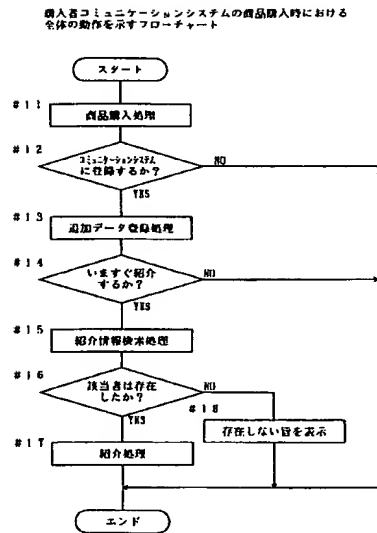 購入者コミュニケーションシステムの商品購入時における
全体の動作を示すフローチャート
スタート
#11
商品購入処理
#12
コミュニケーションシステム
に登録するか?
NO
YES
#13
追加データ登録処理
#14
いますぐ紹介
するか?
NO
YES
#15
紹介情報検索処理
#16
該当者は存在
したか?
NO
YES
#18
存在しない旨を表示
#17
紹介処理
エンド